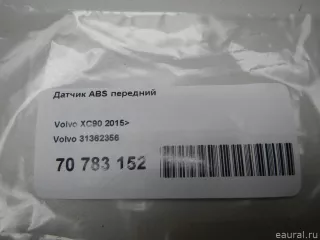 Датчик ABS передний
Volvo XC90 2015>
Volvo 31362356
70 783 152
eaural.ru